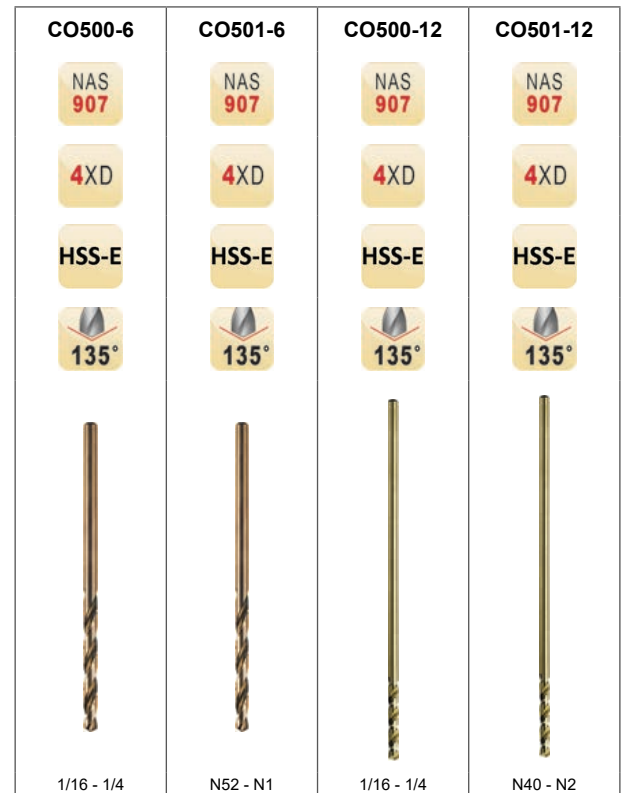 CO500-6 CO501-6 CO500-12 CO501-12
NAS NAS NAS NAS
907 907 907 907
4XD 4XD 4XD 4XD
HSS-E HSS-E HSS-E HSS-E
135° 135° 135° 135°
1/16 - 1/4 N52 - N1 1/16 - 1/4 N40 - N2